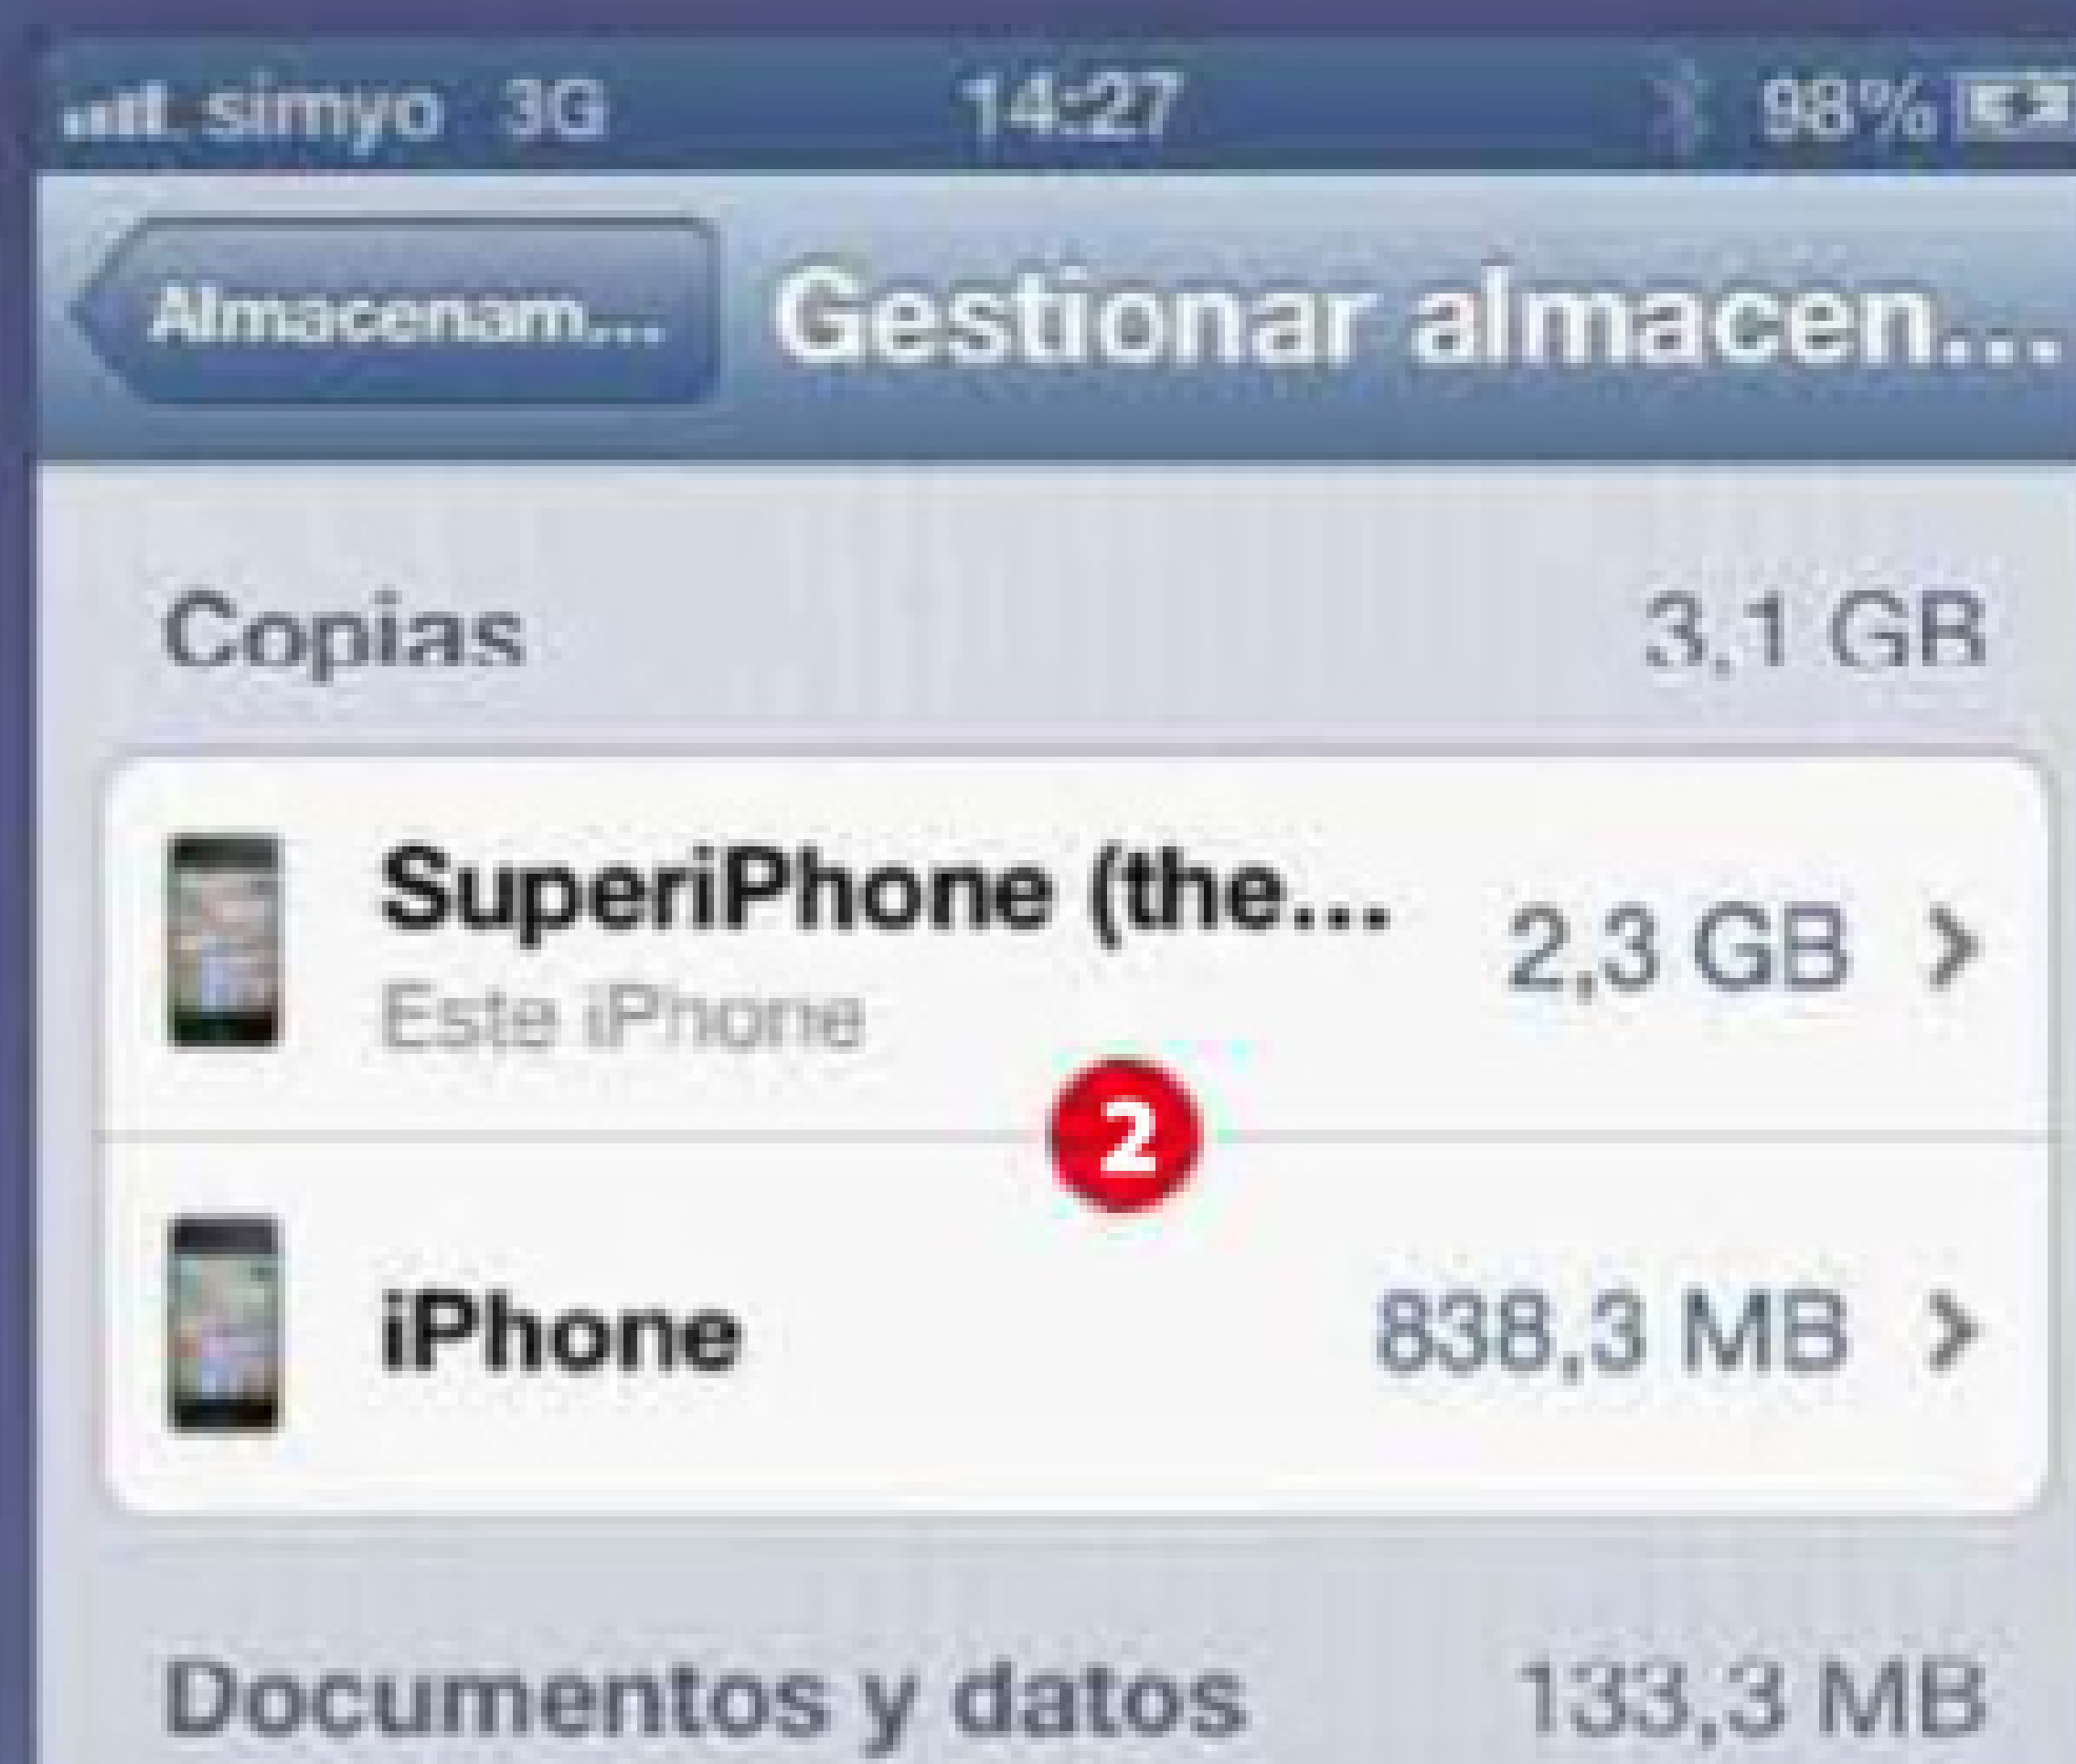 simyo 3G 14:27 98%
Almacenam... Gestionar almacen...
Copias 3,1 GB
SuperiPhone (the... 2,3 GB
Este iPhone
2
iPhone 838,3 MB
Documentos y datos 133,3 MB